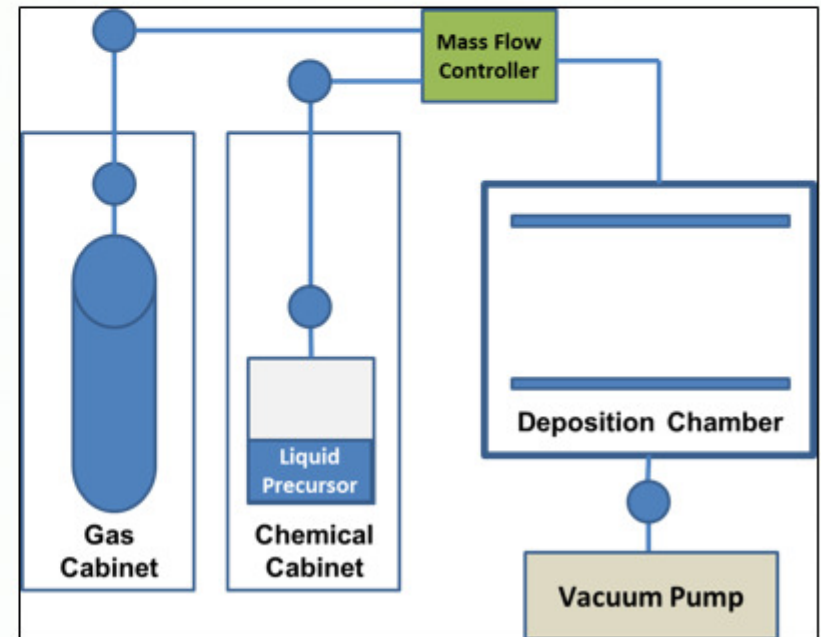 Mass Flow
Controller
Liquid
Precursor
Deposition Chamber
Gas
Cabinet
Chemical
Cabinet
Vacuum Pump